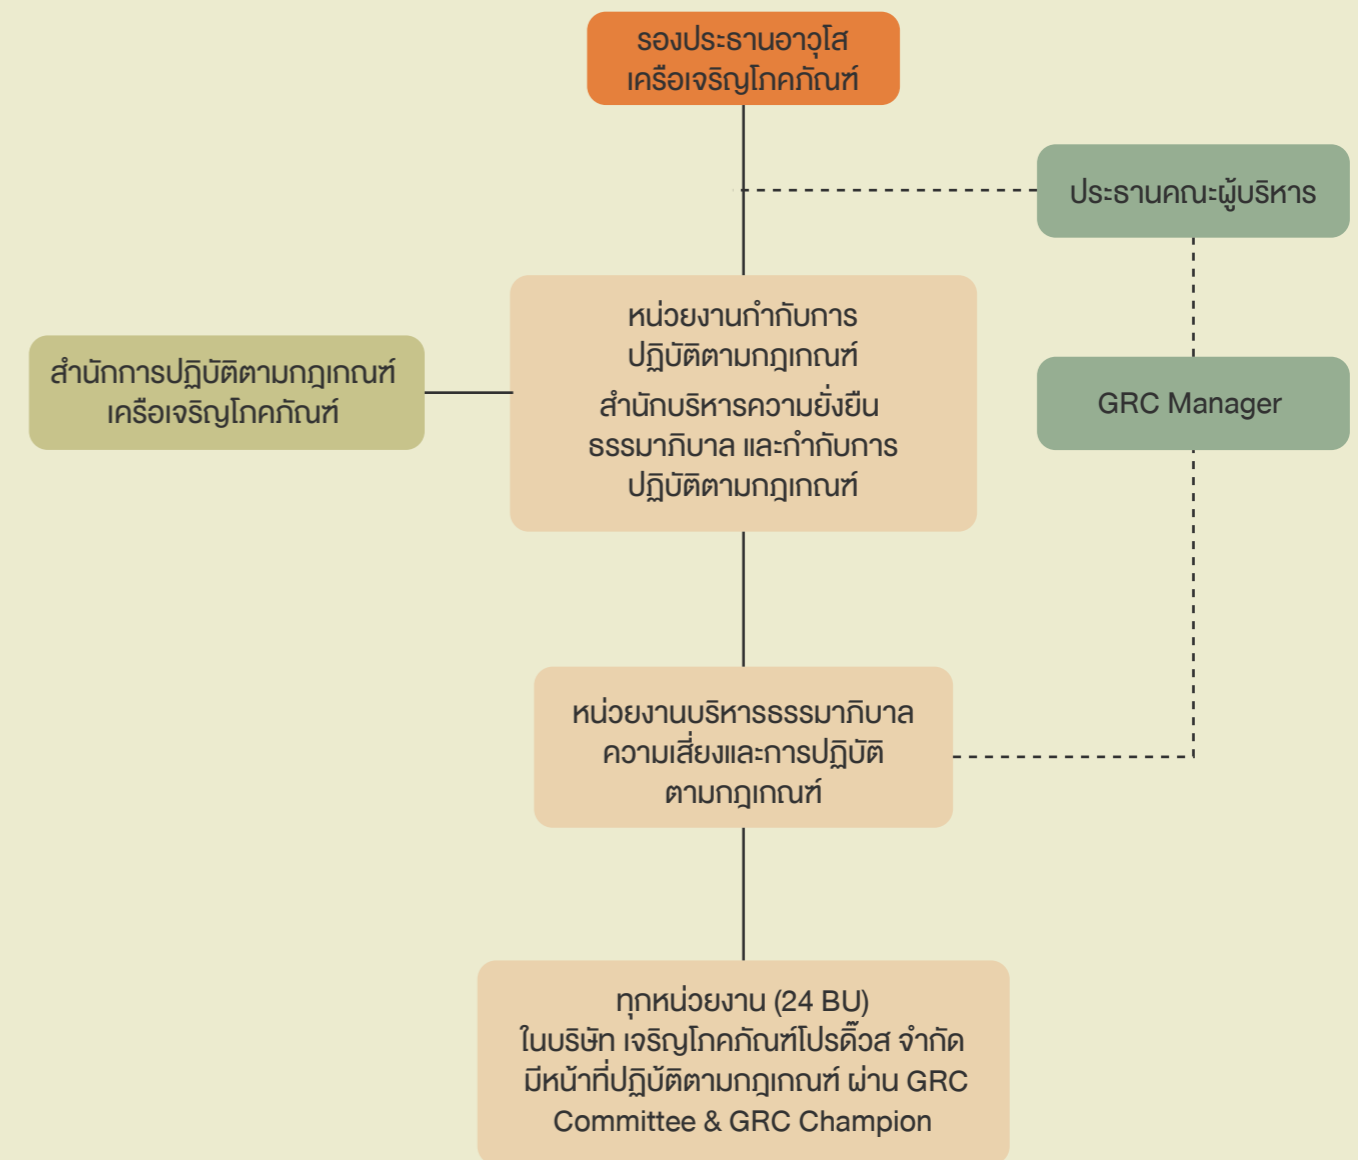 รองประธานอาวุโส
เครือเจริญโภคภัณฑ์
ประธานคณะผู้บริหาร
หน่วยงานกำกับการ
ปฏิบัติตามกฎเกณฑ์
สำนักบริหารความยั่งยืน
ธรรมาภิบาล และกำกับการ
ปฏิบัติตามกฎเกณฑ์
สำนักการปฏิบัติตามกฎเกณฑ์
เครือเจริญโภคภัณฑ์
GRC Manager
หน่วยงานบริหารธรรมาภิบาล
ความเสี่ยงและการปฏิบัติ
ตามกฎเกณฑ์
ทุกหน่วยงาน (24 BU)
ในบริษัท เจริญโภคภัณฑ์โปรดิ๊วส จำกัด
มีหน้าที่ปฏิบ้ติตามกฎเกณฑ์ ผ่าน GRC
Committee & GRC Champion